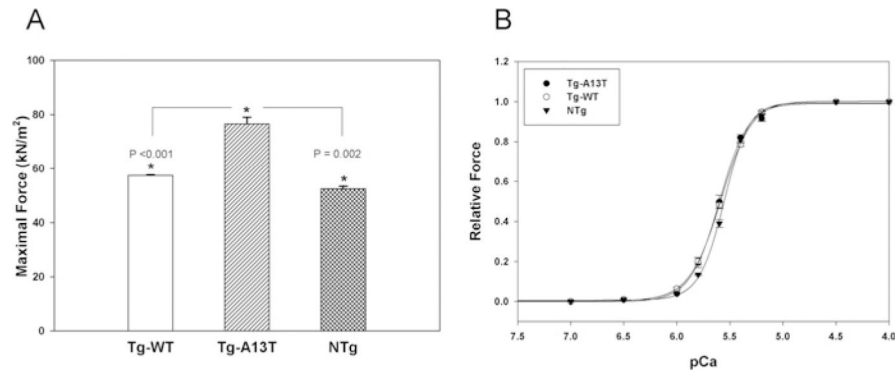 A
Maximal Force (kN/m²)
100
80
60
40
20
0
*
P <0.001
*
P = 0.002
*
Tg-WT
Tg-A13T
NTg
B
Relative Force
1.2
1.0
0.8
0.6
0.4
0.2
0.0
Tg-A13T
Tg-WT
NTg
7.5 7.0 6.5 6.0 5.5 5.0 4.5 4.0
pCa